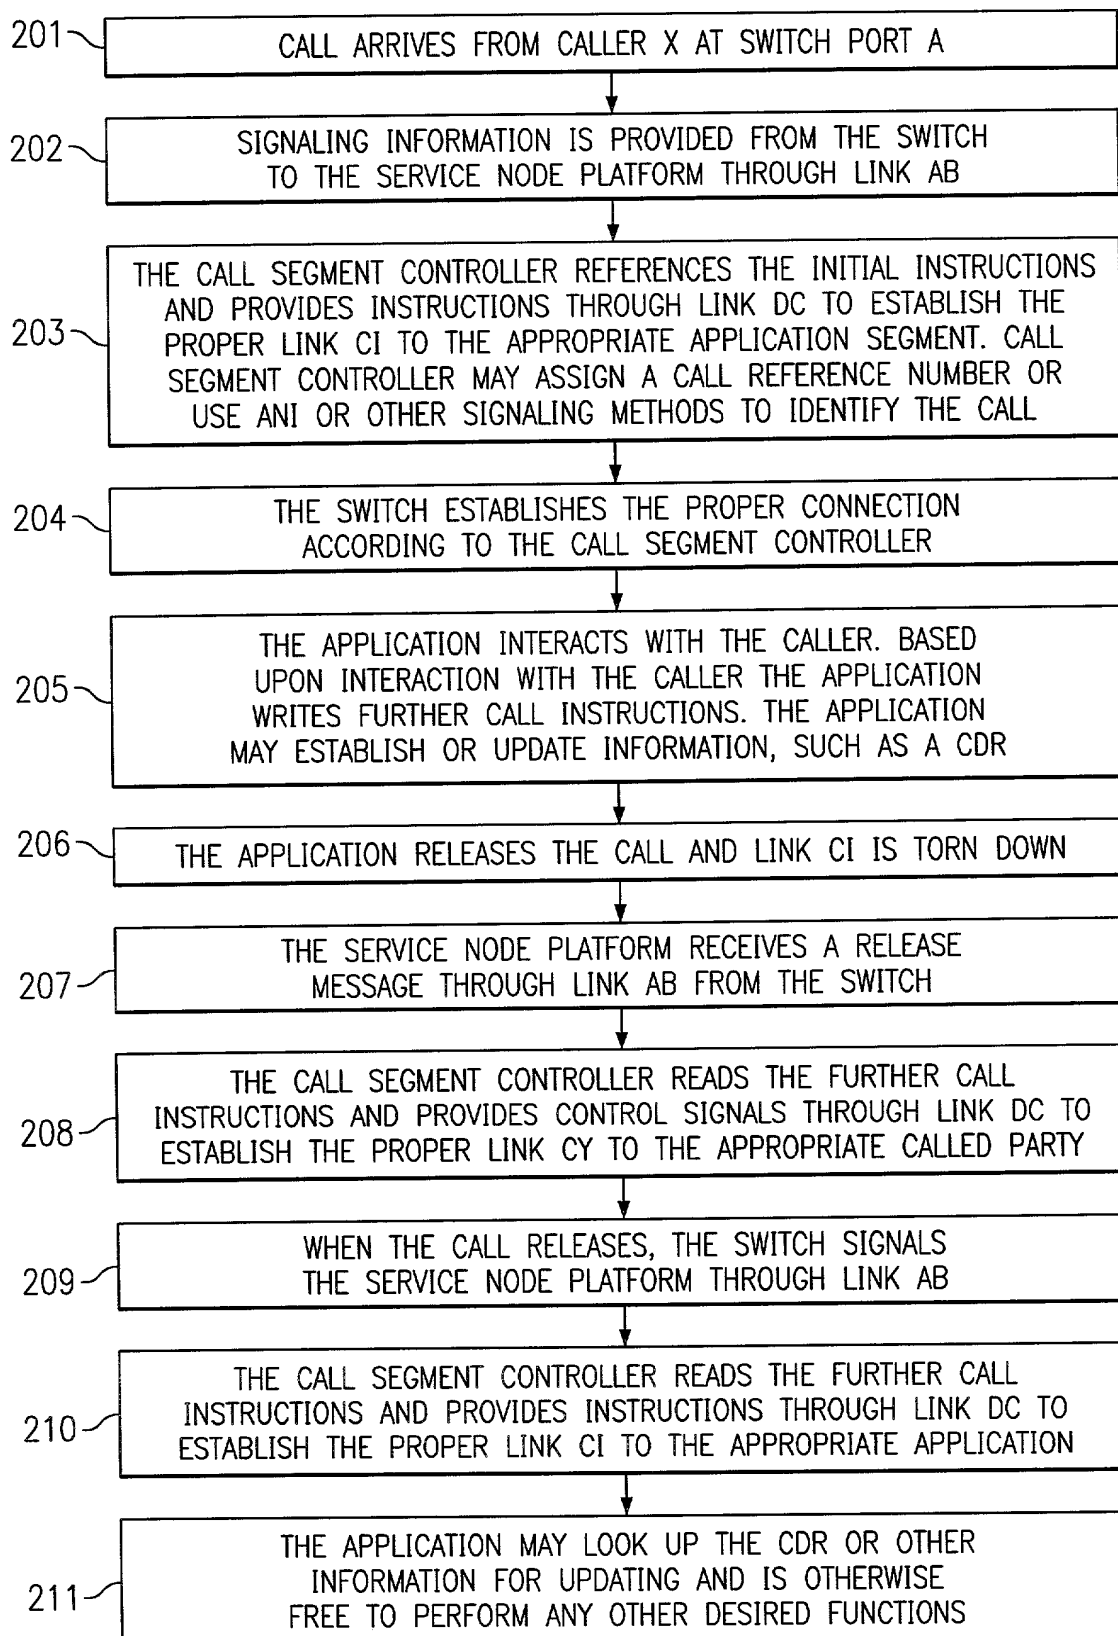 201
CALL ARRIVES FROM CALLER X AT SWITCH PORT A
202
SIGNALING INFORMATION IS PROVIDED FROM THE SWITCH
TO THE SERVICE NODE PLATFORM THROUGH LINK AB
203
THE CALL SEGMENT CONTROLLER REFERENCES THE INITIAL INSTRUCTIONS
AND PROVIDES INSTRUCTIONS THROUGH LINK DC TO ESTABLISH THE
PROPER LINK CI TO THE APPROPRIATE APPLICATION SEGMENT. CALL
SEGMENT CONTROLLER MAY ASSIGN A CALL REFERENCE NUMBER OR
USE ANI OR OTHER SIGNALING METHODS TO IDENTIFY THE CALL
204
THE SWITCH ESTABLISHES THE PROPER CONNECTION
ACCORDING TO THE CALL SEGMENT CONTROLLER
205
THE APPLICATION INTERACTS WITH THE CALLER. BASED
UPON INTERACTION WITH THE CALLER THE APPLICATION
WRITES FURTHER CALL INSTRUCTIONS. THE APPLICATION
MAY ESTABLISH OR UPDATE INFORMATION, SUCH AS A CDR
206
THE APPLICATION RELEASES THE CALL AND LINK CI IS TORN DOWN
207
THE SERVICE NODE PLATFORM RECEIVES A RELEASE
MESSAGE THROUGH LINK AB FROM THE SWITCH
208
THE CALL SEGMENT CONTROLLER READS THE FURTHER CALL
INSTRUCTIONS AND PROVIDES CONTROL SIGNALS THROUGH LINK DC TO
ESTABLISH THE PROPER LINK CY TO THE APPROPRIATE CALLED PARTY
209
WHEN THE CALL RELEASES, THE SWITCH SIGNALS
THE SERVICE NODE PLATFORM THROUGH LINK AB
210
THE CALL SEGMENT CONTROLLER READS THE FURTHER CALL
INSTRUCTIONS AND PROVIDES INSTRUCTIONS THROUGH LINK DC TO
ESTABLISH THE PROPER LINK CI TO THE APPROPRIATE APPLICATION
211
THE APPLICATION MAY LOOK UP THE CDR OR OTHER
INFORMATION FOR UPDATING AND IS OTHERWISE
FREE TO PERFORM ANY OTHER DESIRED FUNCTIONS